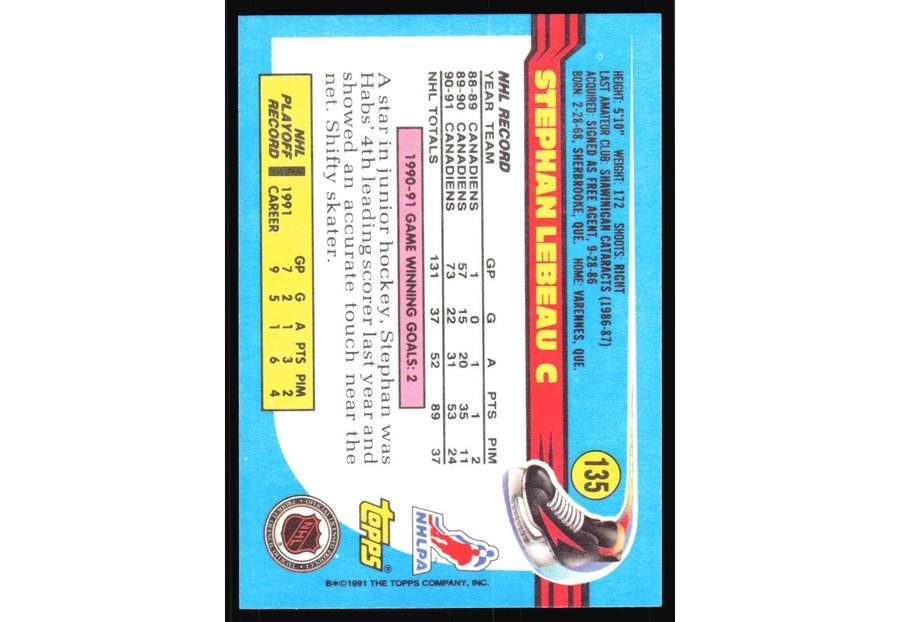 135
HEIGHT: 5'10" WEIGHT: 172 SHOOTS: RIGHT
LAST AMATEUR CLUB: SHAWINIGAN CATARACTS (1986-87)
ACQUIRED: SIGNED AS FREE AGENT, 9-28-86
BORN: 2-28-68, SHERBROOKE, QUE. HOME: VARENNES, QUE.
STEPHAN LEBEAU C
NHL RECORD
YEAR TEAM GP G A PTS PIM
88-89 CANADIENS 1 0 1 1 2
89-90 CANADIENS 57 15 20 35 11
90-91 CANADIENS 73 22 31 53 24
NHL TOTALS 131 37 52 89 37
1990-91 GAME WINNING GOALS: 2
A star in junior hockey, Stephan was
Habs' 4th leading scorer last year and
showed an accurate touch near the
net. Shifty skater.
NHL PLAYOFF RECORD
GP G A PTS PIM
1991 7 2 1 3 2
CAREER 9 5 1 6 4
NHLPA
TOPPS®
NHL
B*©1991 THE TOPPS COMPANY, INC.